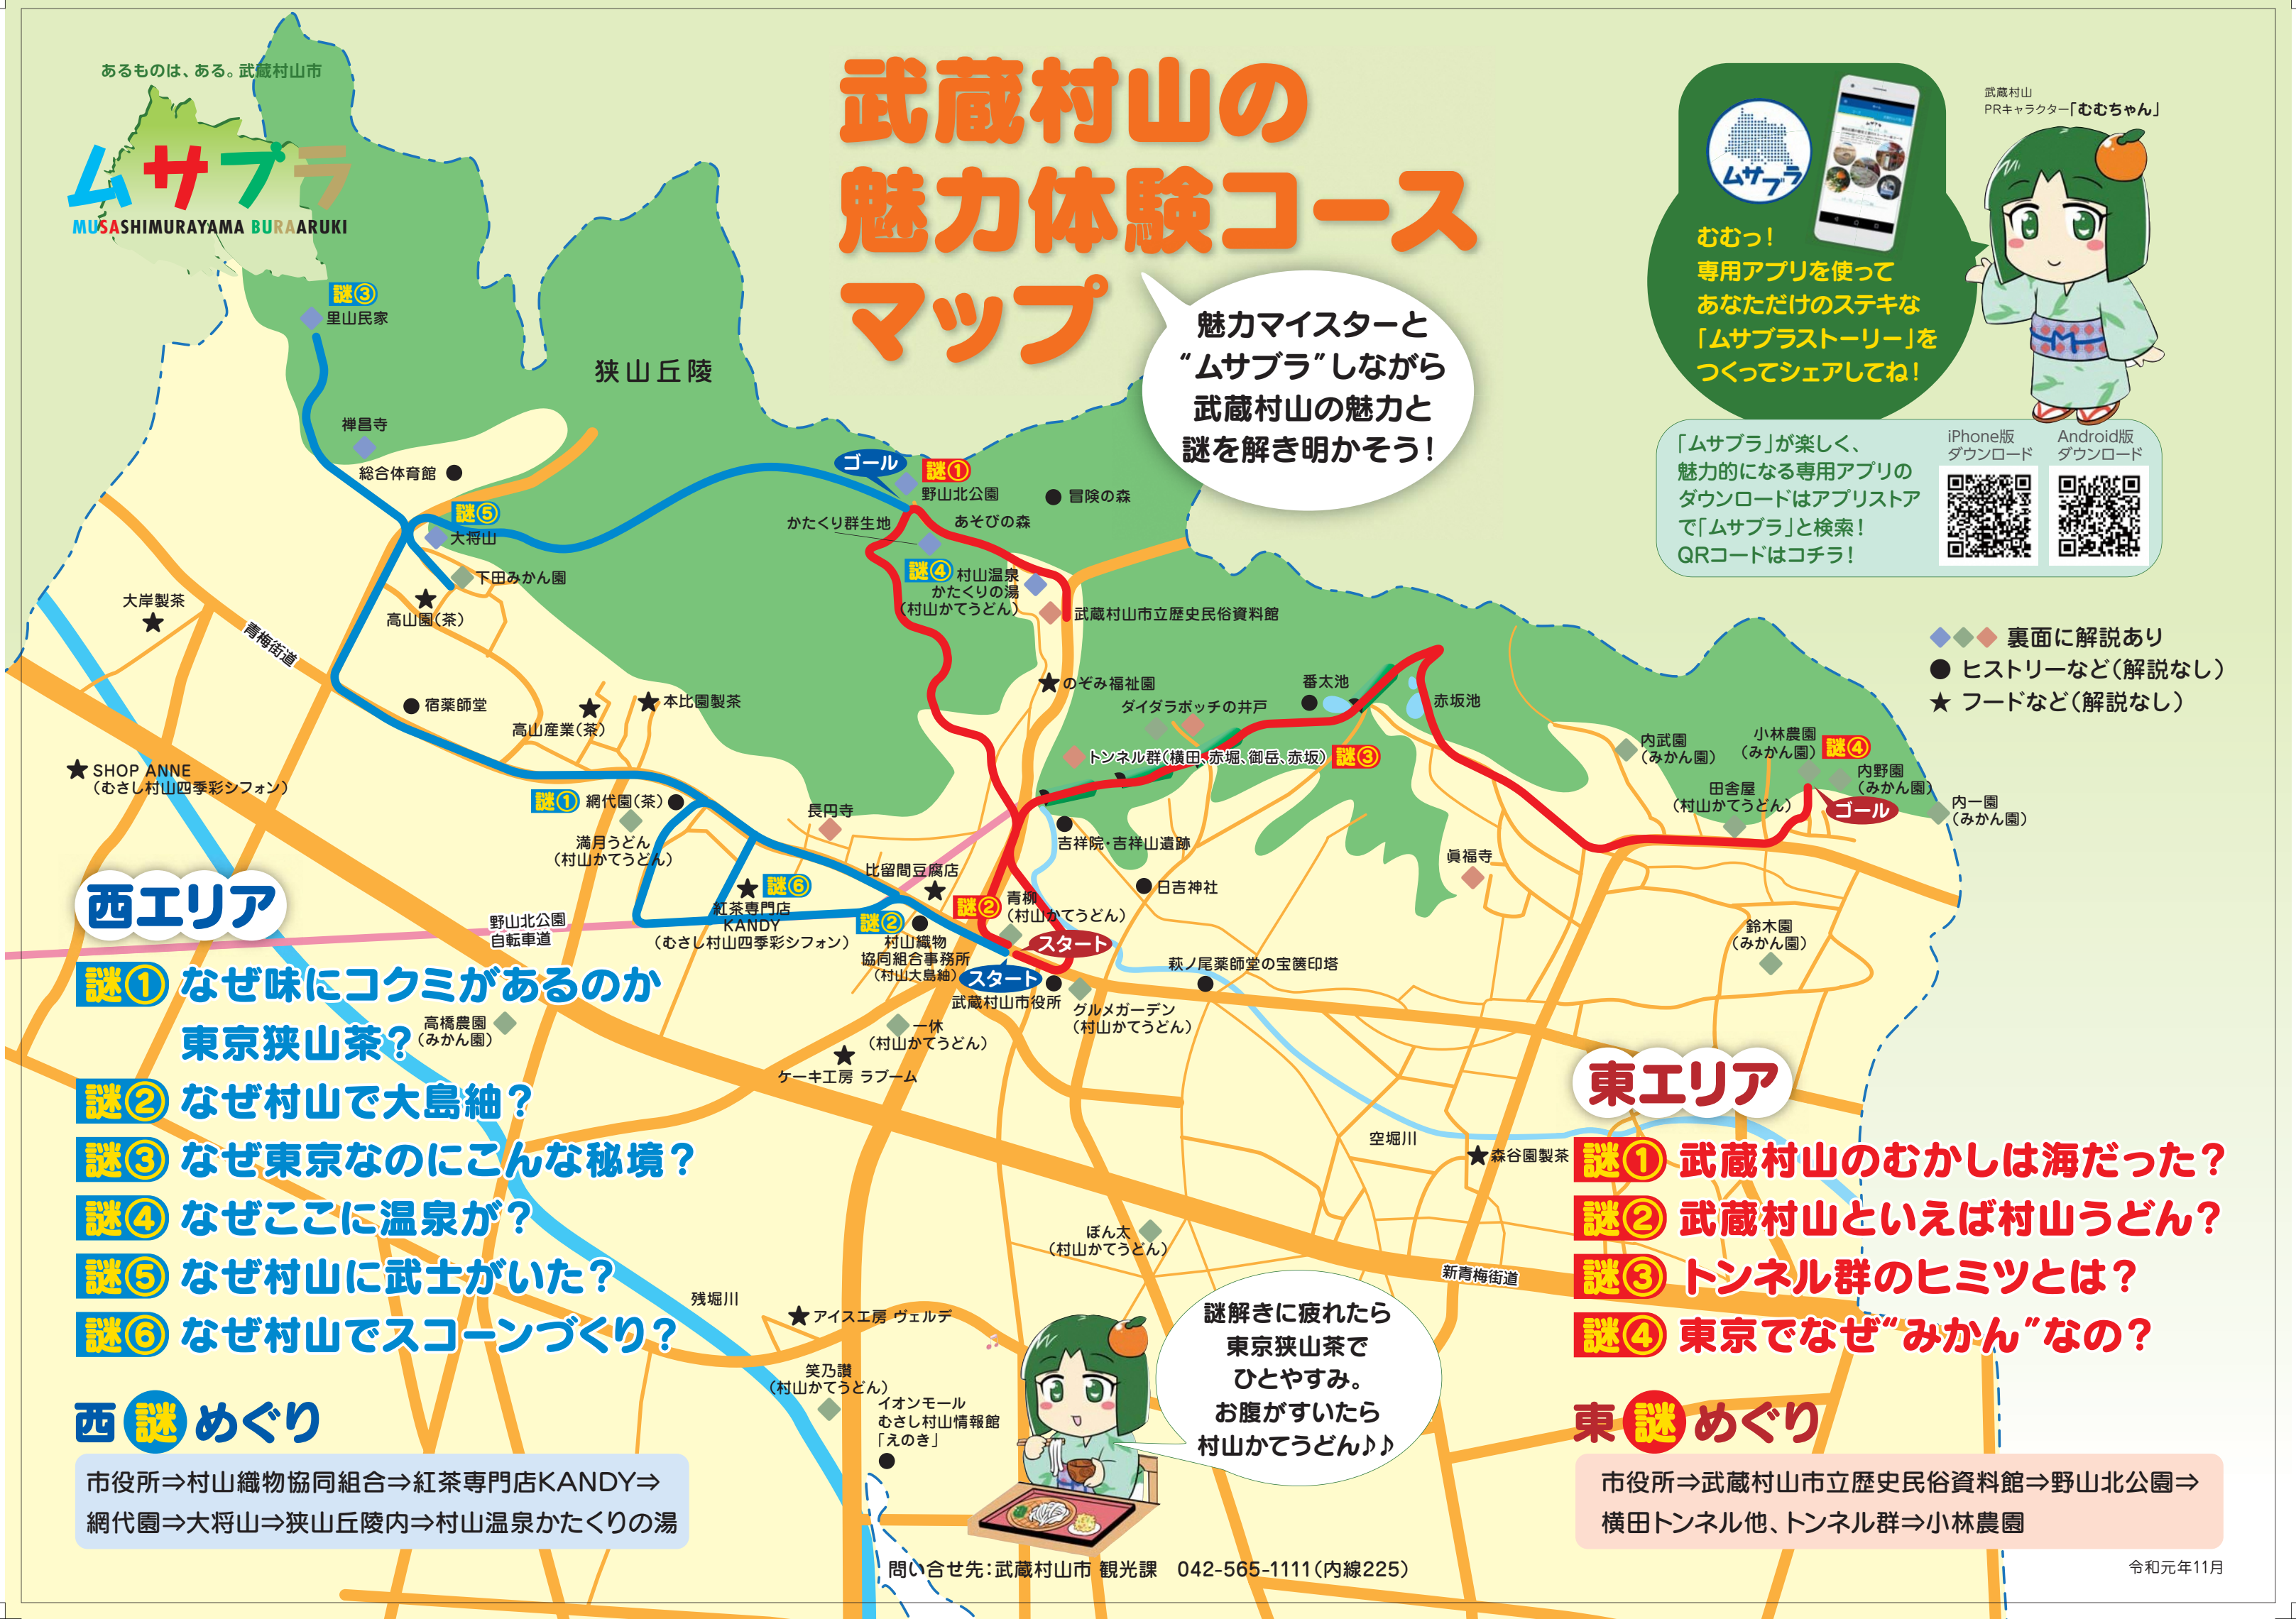 あるものは、ある。武蔵村山市
ムサブラ
MUSASHIMURAYAMA BURAARUKI
武蔵村山の
魅力体験コース
マップ
魅力マイスターと
“ムサブラ”しながら
武蔵村山の魅力と
謎を解き明かそう!
武蔵村山
PRキャラクター「むむちゃん」
ムサブラ
むむっ!
専用アプリを使って
あなただけのステキな
「ムサブラストーリー」を
つくってシェアしてね!
「ムサブラ」が楽しく、
魅力的になる専用アプリの
ダウンロードはアプリストア
で「ムサブラ」と検索!
QRコードはコチラ!
iPhone版
ダウンロード
Android版
ダウンロード
裏面に解説あり
● ヒストリーなど(解説なし)
★ フードなど(解説なし)
謎③
里山民家
狭山丘陵
禅昌寺
総合体育館
謎⑤
大将山
下田みかん園
高山園(茶)
大岸製茶
青梅街道
ゴール
謎①
野山北公園
冒険の森
かたくり群生地
あそびの森
謎④ 村山温泉
かたくりの湯
(村山かてうどん)
武蔵村山市立歴史民俗資料館
のぞみ福祉園
ダイダラボッチの井戸
番太池
赤坂池
トンネル群(横田、赤堀、御岳、赤坂) 謎③
宿薬師堂
高山産業(茶)
本比園製茶
SHOP ANNE
(むさし村山四季彩シフォン)
謎① 網代園(茶)
満月うどん
(村山かてうどん)
長円寺
比留間豆腐店
吉祥院・吉祥山遺跡
日吉神社
眞福寺
内武園
(みかん園)
小林農園
(みかん園) 謎④
内野園
(みかん園)
田舎屋
(村山かてうどん)
ゴール
内一園
(みかん園)
鈴木園
(みかん園)
謎⑥
紅茶専門店
KANDY
(むさし村山四季彩シフォン)
野山北公園
自転車道
謎②
村山織物
協同組合事務所
(村山大島紬)
謎② 青柳
(村山かてうどん)
スタート
スタート
武蔵村山市役所
グルメガーデン
(村山かてうどん)
萩ノ尾薬師堂の宝篋印塔
一休
(村山かてうどん)
ケーキ工房 ラブーム
高橋農園
(みかん園)
空堀川
森谷園製茶
ぽん太
(村山かてうどん)
新青梅街道
残堀川
アイス工房 ヴェルデ
笑乃讃
(村山かてうどん)
イオンモール
むさし村山情報館
「えのき」
西エリア
謎① なぜ味にコクミがあるのか
東京狭山茶?
謎② なぜ村山で大島紬?
謎③ なぜ東京なのにこんな秘境?
謎④ なぜここに温泉が?
謎⑤ なぜ村山に武士がいた?
謎⑥ なぜ村山でスコーンづくり?
西謎めぐり
市役所⇒村山織物協同組合⇒紅茶専門店KANDY⇒
網代園⇒大将山⇒狭山丘陵内⇒村山温泉かたくりの湯
謎解きに疲れたら
東京狭山茶で
ひとやすみ。
お腹がすいたら
村山かてうどん♪♪
東エリア
謎① 武蔵村山のむかしは海だった?
謎② 武蔵村山といえば村山うどん?
謎③ トンネル群のヒミツとは?
謎④ 東京でなぜ“みかん”なの?
東謎めぐり
市役所⇒武蔵村山市立歴史民俗資料館⇒野山北公園⇒
横田トンネル他、トンネル群⇒小林農園
問い合せ先:武蔵村山市 観光課 042-565-1111(内線225)
令和元年11月